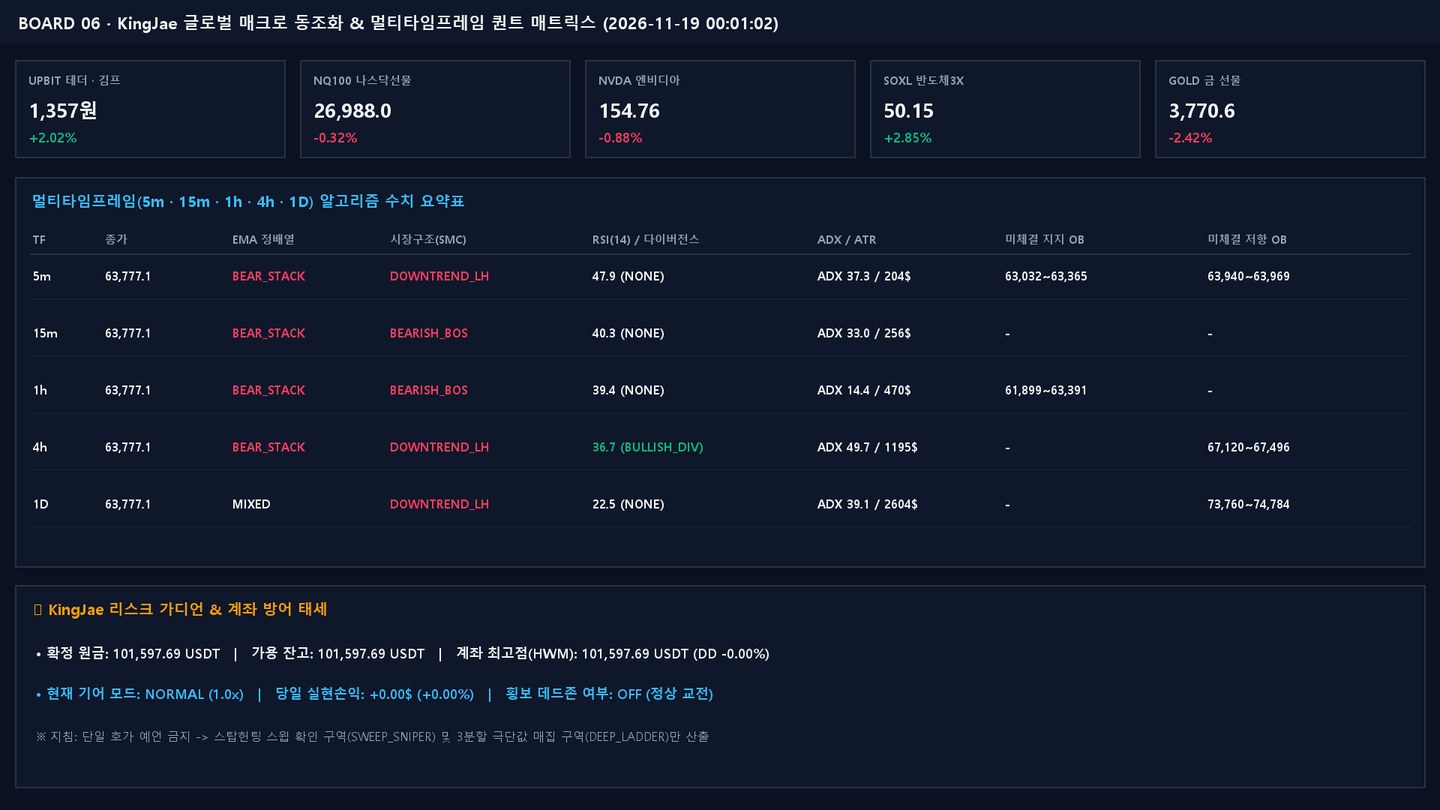 BOARD 06 · KingJae 글로벌 매크로 동조화 & 멀티타임프레임 퀀트 매트릭스 (2026-11-19 00:01:02)
UPBIT 테더 · 김프
1,357원
+2.02%
NQ100 나스닥선물
26,988.0
-0.32%
NVDA 엔비디아
154.76
-0.88%
SOXL 반도체3X
50.15
+2.85%
GOLD 금 선물
3,770.6
-2.42%
멀티타임프레임(5m · 15m · 1h · 4h · 1D) 알고리즘 수치 요약표
TF 종가 EMA 정배열 시장구조(SMC) RSI(14) / 다이버전스 ADX / ATR 미체결 지지 OB 미체결 저항 OB
5m 63,777.1 BEAR_STACK DOWNTREND_LH 47.9 (NONE) ADX 37.3 / 204$ 63,032~63,365 63,940~63,969
15m 63,777.1 BEAR_STACK BEARISH_BOS 40.3 (NONE) ADX 33.0 / 256$ - -
1h 63,777.1 BEAR_STACK BEARISH_BOS 39.4 (NONE) ADX 14.4 / 470$ 61,899~63,391 -
4h 63,777.1 BEAR_STACK DOWNTREND_LH 36.7 (BULLISH_DIV) ADX 49.7 / 1195$ - 67,120~67,496
1D 63,777.1 MIXED DOWNTREND_LH 22.5 (NONE) ADX 39.1 / 2604$ - 73,760~74,784
KingJae 리스크 가디언 & 계좌 방어 태세
• 확정 원금: 101,597.69 USDT | 가용 잔고: 101,597.69 USDT | 계좌 최고점(HWM): 101,597.69 USDT (DD -0.00%)
• 현재 기어 모드: NORMAL (1.0x) | 당일 실현손익: +0.00$ (+0.00%) | 횡보 데드존 여부: OFF (정상 교전)
※ 지침: 단일 호가 예언 금지 -> 스탑헌팅 스윕 확인 구역(SWEEP_SNIPER) 및 3분할 극단값 매집 구역(DEEP_LADDER)만 산출